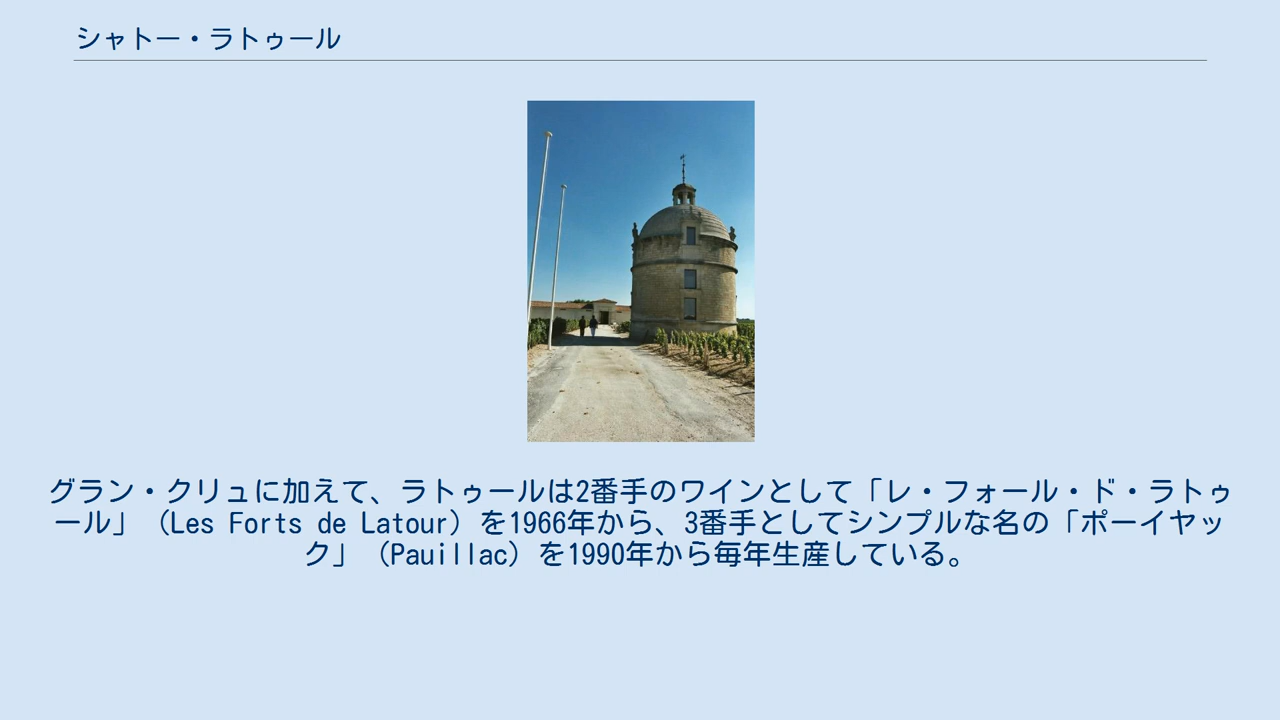 シャトー・ラトゥール
グラン・クリュに加えて、ラトゥールは2番手のワインとして「レ・フォール・ド・ラトゥ
ール」（Les Forts de Latour）を1966年から、3番手としてシンプルな名の「ポーイヤッ
ク」（Pauillac）を1990年から毎年生産している。